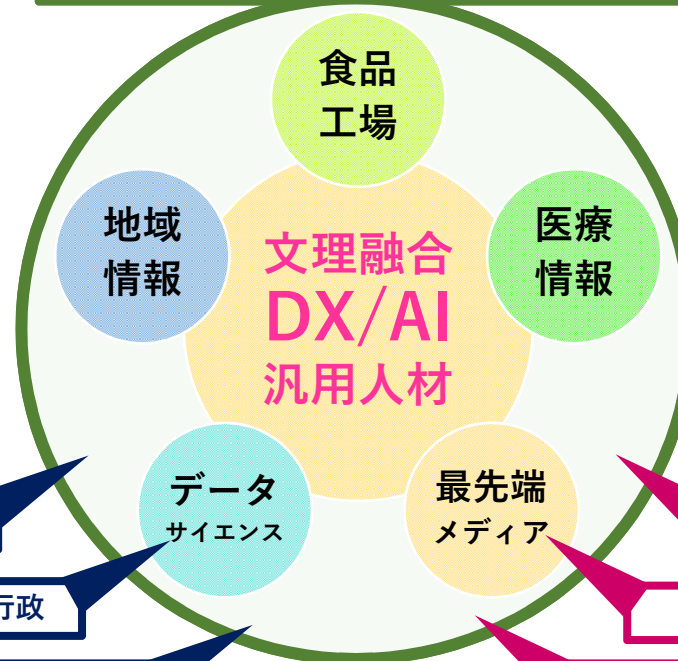 食品
工場
地域
情報
医療
情報
文理融合
DX/AI
汎用人材
データ
サイエンス
最先端
メディア
行政